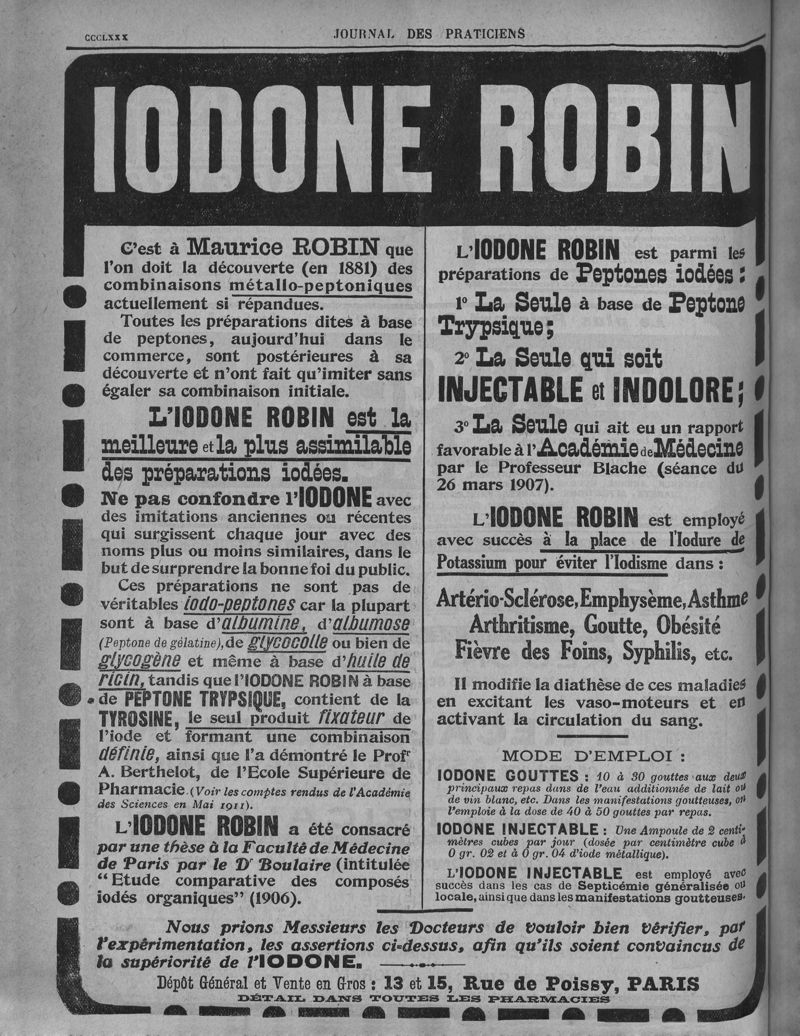 CCCLXXX
JOURNAL DES PRATICIENS
IODONE ROBIN
C'est à Maurice ROBIN que
l'on doit la découverte (en 1881) des
combinaisons métallo-peptoniques
actuellement si répandues.
Toutes les préparations dites à base
de peptones, aujourd'hui dans le
commerce, sont postérieures à sa
découverte et n'ont fait qu'imiter sans
égaler sa combinaison initiale.
L'IODONE ROBIN est la
meilleure et la plus assimilable
des préparations iodées.
Ne pas confondre l'IODONE avec
des imitations anciennes ou récentes
qui surgissent chaque jour avec des
noms plus ou moins similaires, dans le
but de surprendre la bonne foi du public.
Ces préparations ne sont pas de
véritables iodo-peptones car la plupart
sont à base d'albumine, d'albumose
(Peptone de gélatine), de glycocolle ou bien de
glycogène et même à base d'huile de
ricin, tandis que l'IODONE ROBIN à base
de PEPTONE TRYPSIQUE, contient de la
TYROSINE, le seul produit fixateur de
l'iode et formant une combinaison
définie, ainsi que l'a démontré le Profr
A. Berthelot, de l'Ecole Supérieure de
Pharmacie. (Voir les comptes rendus de l'Académie
des Sciences en Mai 1911).
L'IODONE ROBIN a été consacré
par une thèse à la Faculté de Médecine
de Paris par le Dr Boulaire (intitulée
"Etude comparative des composés
iodés organiques" (1906).
L'IODONE ROBIN est parmi les
préparations de Peptones iodées :
1° La Seule à base de Peptone
Trypsique;
2° La Seule qui soit
INJECTABLE et INDOLORE;
3° La Seule qui ait eu un rapport
favorable à l'Académie de Médecine
par le Professeur Blache (séance du
26 mars 1907).
L'IODONE ROBIN est employé
avec succès à la place de l'Iodure de
Potassium pour éviter l'Iodisme dans :
Artério-Sclérose, Emphysème, Asthme
Arthritisme, Goutte, Obésité
Fièvre des Foins, Syphilis, etc.
Il modifie la diathèse de ces maladies
en excitant les vaso-moteurs et en
activant la circulation du sang.
MODE D'EMPLOI :
IODONE GOUTTES : 10 à 30 gouttes aux deux
principaux repas dans de l'eau additionnée de lait ou
de vin blanc, etc. Dans les manifestations goutteuses, on
l'emploie à la dose de 40 à 50 gouttes par repas.
IODONE INJECTABLE : Une Ampoule de 2 centi-
mètres cubes par jour (dosée par centimètre cube à
0 gr. 02 et à 0 gr. 04 d'iode métallique).
L'IODONE INJECTABLE est employé avec
succès dans les cas de Septicémie généralisée ou
locale, ainsi que dans les manifestations goutteuses.
Nous prions Messieurs les Docteurs de vouloir bien vérifier, par
l'expérimentation, les assertions ci-dessus, afin qu'ils soient convaincus de
la supériorité de l'IODONE.
Dépôt Général et Vente en Gros : 13 et 15, Rue de Poissy, PARIS
DÉTAIL DANS TOUTES LES PHARMACIES